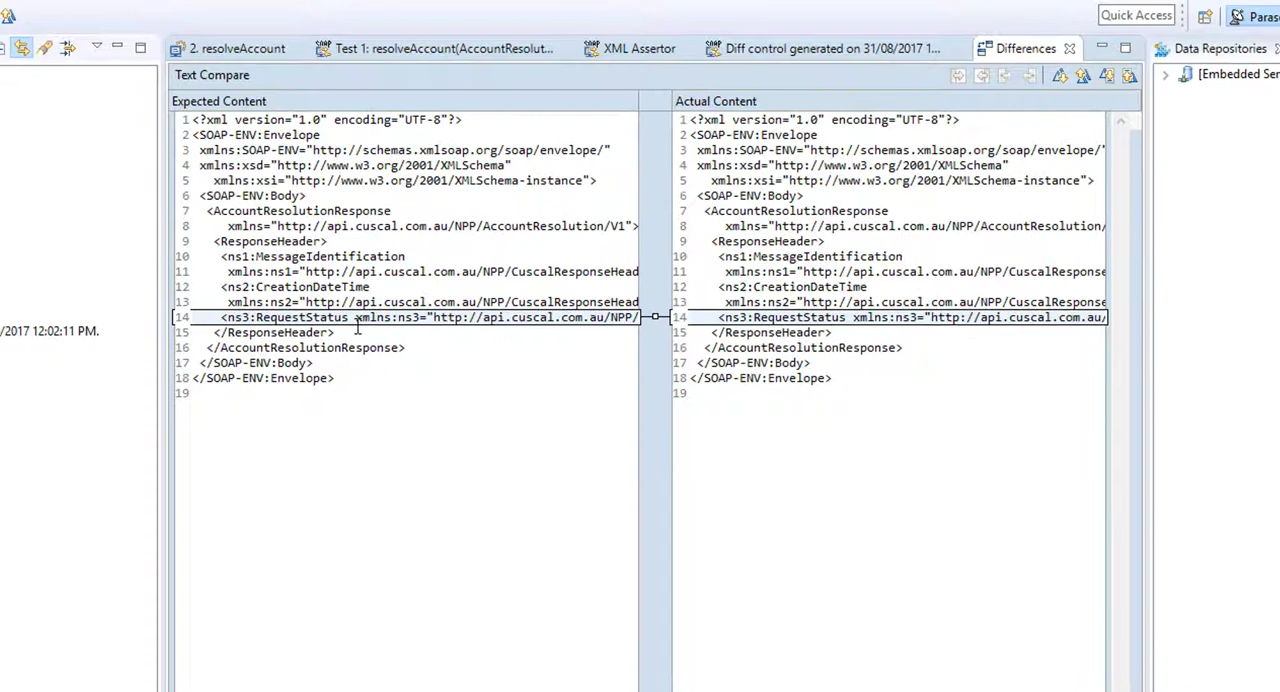 Quick Access
Paras
2. resolveAccount
Test 1: resolveAccount(AccountResolut...
XML Assertor
Diff control generated on 31/08/2017 1...
Differences
Data Repositories
Text Compare
[Embedded Ser
Expected Content
Actual Content
1 <?xml version="1.0" encoding="UTF-8"?>
2 <SOAP-ENV:Envelope
3 xmlns:SOAP-ENV="http://schemas.xmlsoap.org/soap/envelope/"
4 xmlns:xsd="http://www.w3.org/2001/XMLSchema"
5 xmlns:xsi="http://www.w3.org/2001/XMLSchema-instance">
6 <SOAP-ENV:Body>
7 <AccountResolutionResponse
8 xmlns="http://api.cuscal.com.au/NPP/AccountResolution/V1">
9 <ResponseHeader>
10 <ns1:MessageIdentification
11 xmlns:ns1="http://api.cuscal.com.au/NPP/CuscalResponseHead
12 <ns2:CreationDateTime
13 xmlns:ns2="http://api.cuscal.com.au/NPP/CuscalResponseHead
14 <ns3:RequestStatus xmlns:ns3="http://api.cuscal.com.au/NPP/
15 </ResponseHeader>
16 </AccountResolutionResponse>
17 </SOAP-ENV:Body>
18 </SOAP-ENV:Envelope>
19
1 <?xml version="1.0" encoding="UTF-8"?>
2 <SOAP-ENV:Envelope
3 xmlns:SOAP-ENV="http://schemas.xmlsoap.org/soap/envelope/"
4 xmlns:xsd="http://www.w3.org/2001/XMLSchema"
5 xmlns:xsi="http://www.w3.org/2001/XMLSchema-instance">
6 <SOAP-ENV:Body>
7 <AccountResolutionResponse
8 xmlns="http://api.cuscal.com.au/NPP/AccountResolution/
9 <ResponseHeader>
10 <ns1:MessageIdentification
11 xmlns:ns1="http://api.cuscal.com.au/NPP/CuscalResponse
12 <ns2:CreationDateTime
13 xmlns:ns2="http://api.cuscal.com.au/NPP/CuscalResponse
14 <ns3:RequestStatus xmlns:ns3="http://api.cuscal.com.au/
15 </ResponseHeader>
16 </AccountResolutionResponse>
17 </SOAP-ENV:Body>
18 </SOAP-ENV:Envelope>
19
/2017 12:02:11 PM.